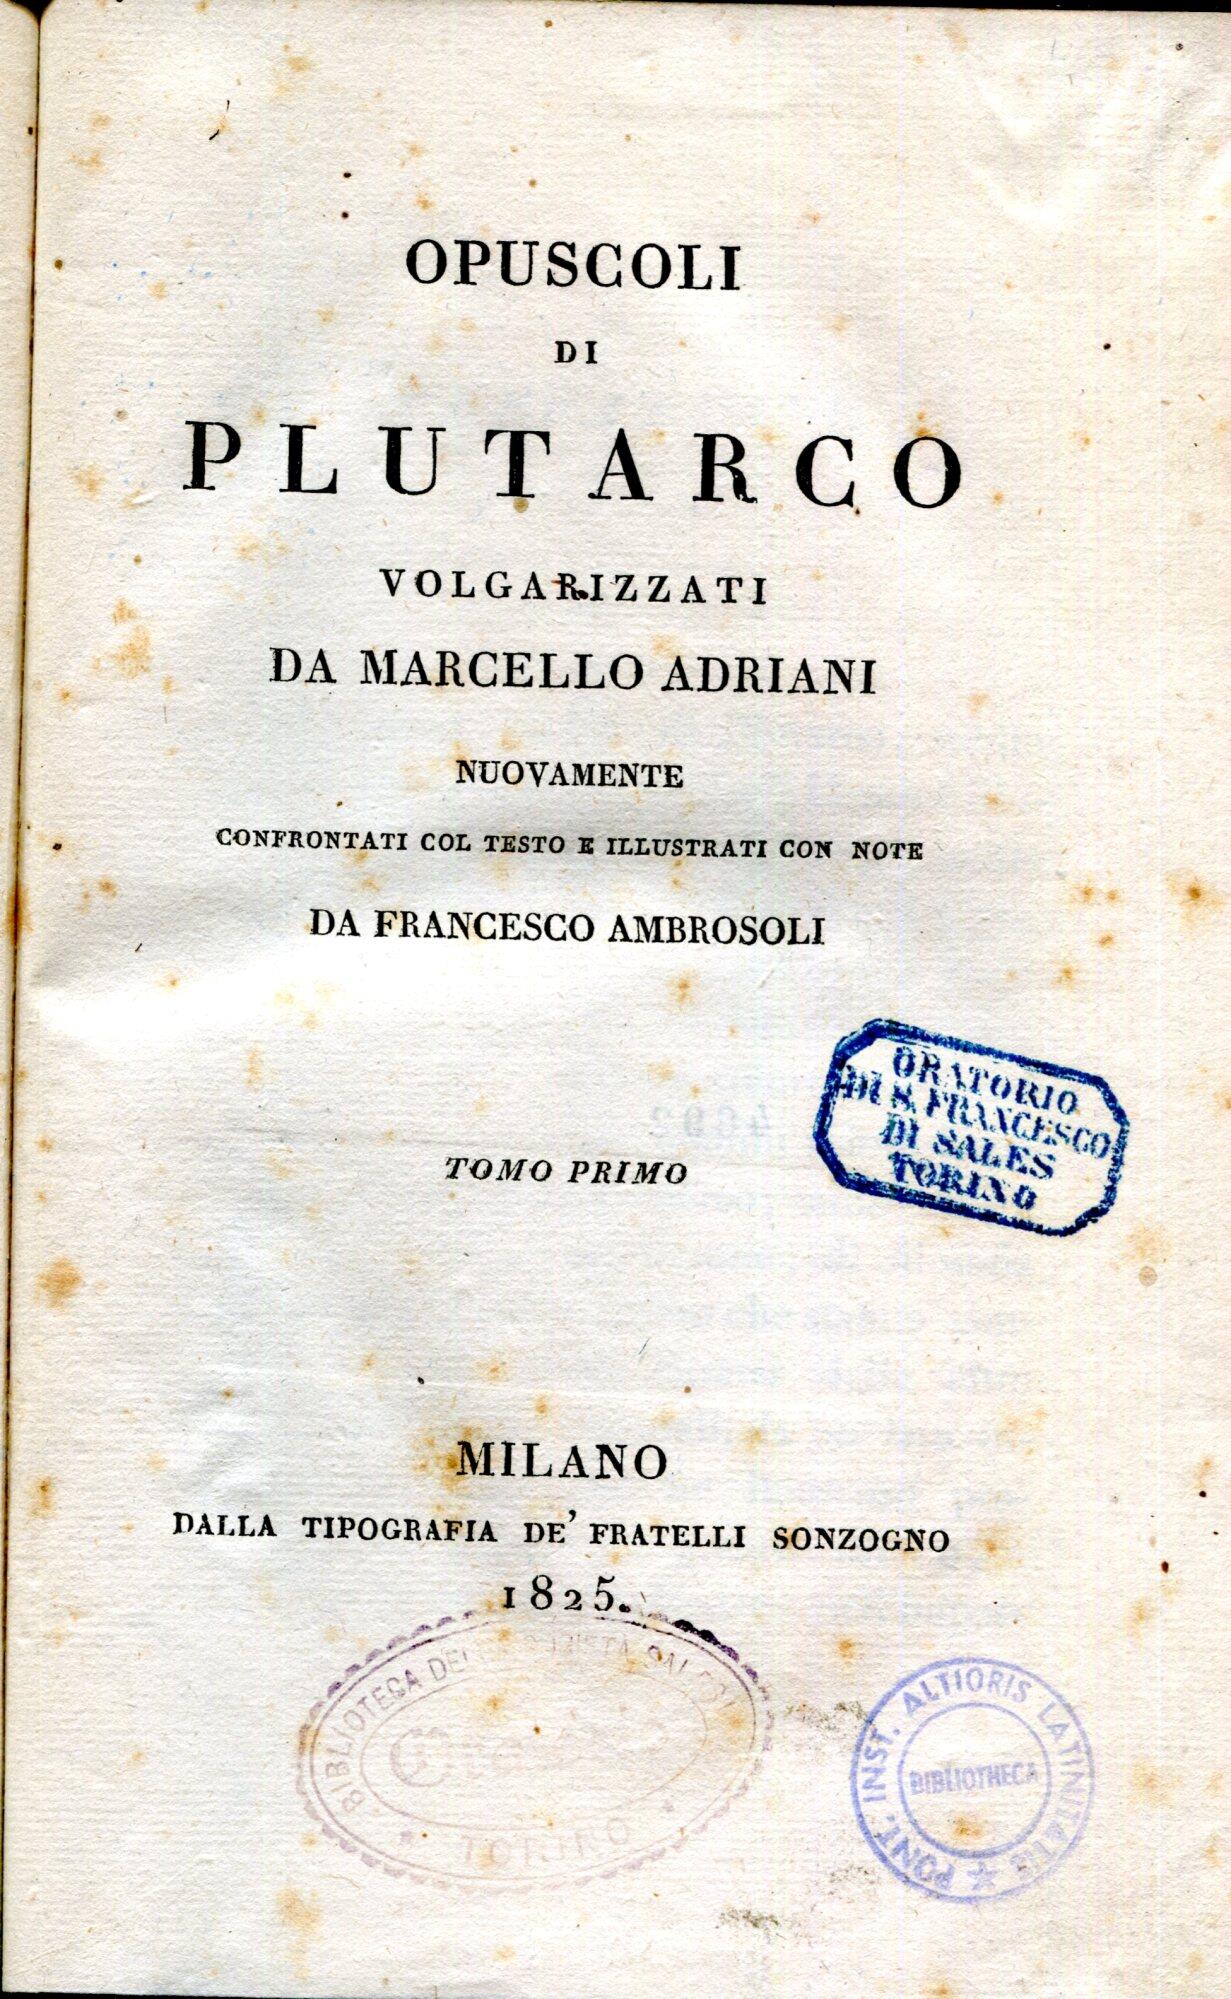 OPUSCOLI
DI
PLUTARCO
VOLGARIZZATI
DA MARCELLO ADRIANI
NUOVAMENTE
CONFRONTATI COL TESTO E ILLUSTRATI CON NOTE
DA FRANCESCO AMBROSOLI
TOMO PRIMO
ORATORIO
DI S. FRANCESCO
DI SALES
TORINO
MILANO
DALLA TIPOGRAFIA DE' FRATELLI SONZOGNO
1825.
BIBLIOTECA
TORINO
PONT. INST. ALTIORIS LATINITATIS
BIBLIOTHECA